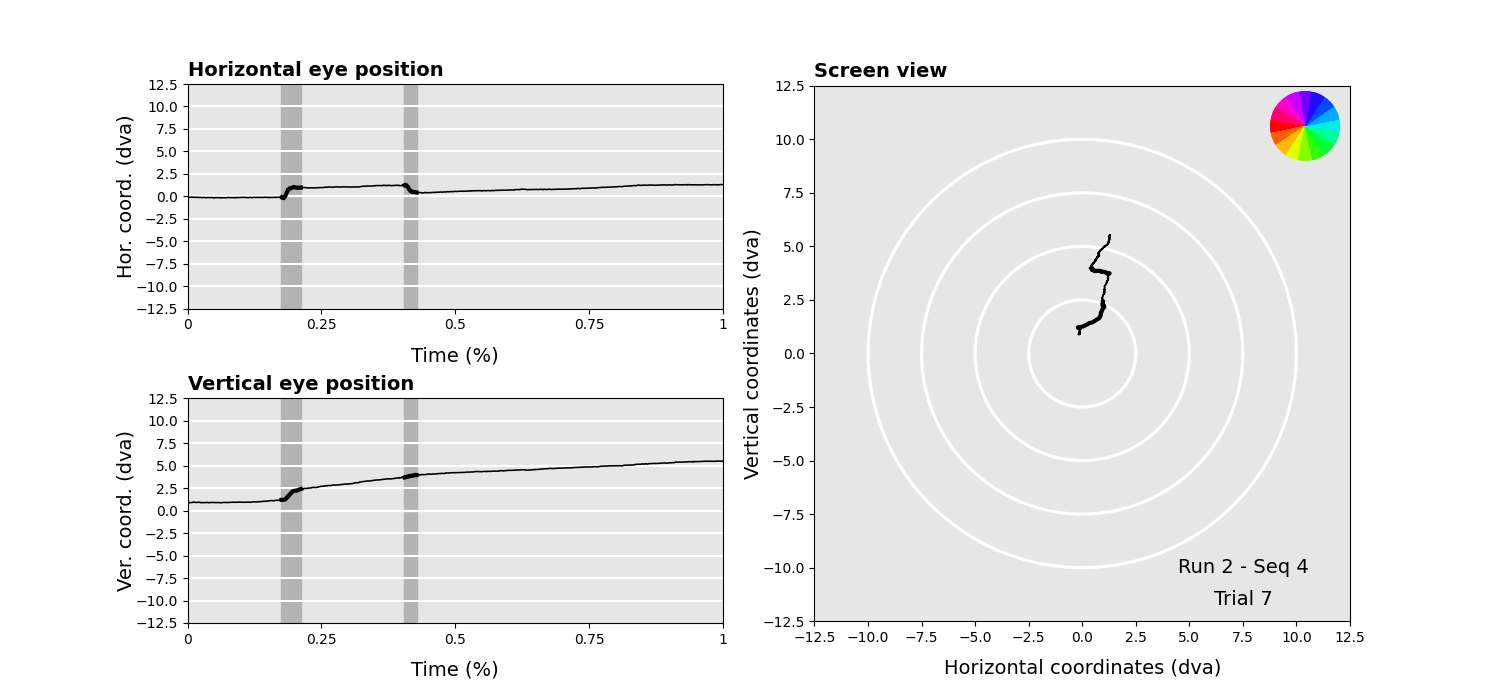 Horizontal eye position
Hor. coord. (dva)
12.5
10.0
7.5
5.0
2.5
0.0
−2.5
−5.0
−7.5
−10.0
−12.5
0 0.25 0.5 0.75 1
Time (%)
Vertical eye position
Ver. coord. (dva)
12.5
10.0
7.5
5.0
2.5
0.0
−2.5
−5.0
−7.5
−10.0
−12.5
0 0.25 0.5 0.75 1
Time (%)
Screen view
Vertical coordinates (dva)
12.5
10.0
7.5
5.0
2.5
0.0
−2.5
−5.0
−7.5
−10.0
−12.5
Run 2 - Seq 4
Trial 7
−12.5 −10.0 −7.5 −5.0 −2.5 0.0 2.5 5.0 7.5 10.0 12.5
Horizontal coordinates (dva)